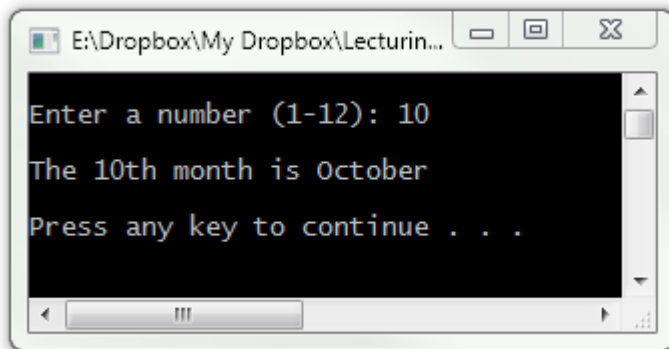 E:\Dropbox\My Dropbox\Lecturin...
Enter a number (1-12): 10
The 10th month is October
Press any key to continue . . .